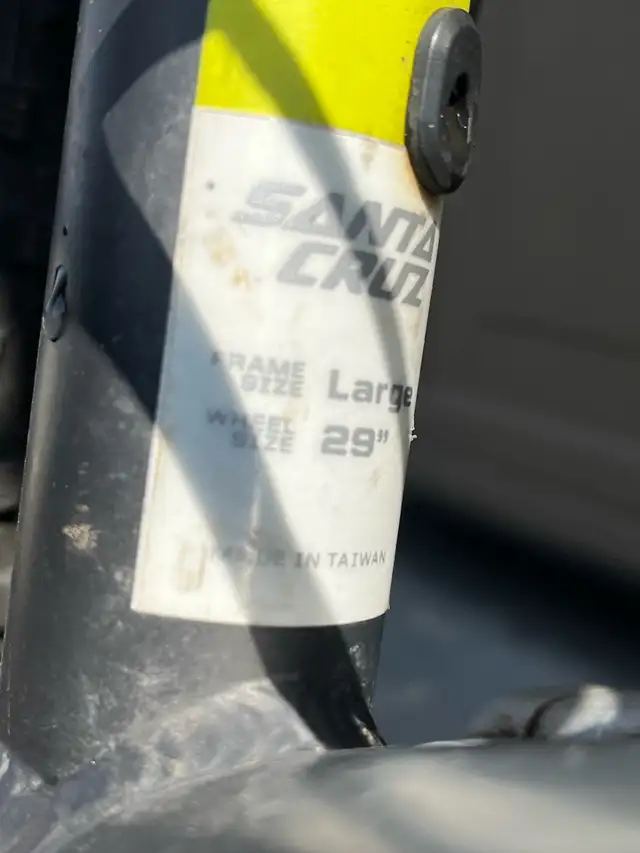 SANTA
CRUZ
FRAME
SIZE Large
WHEEL
SIZE 29”
MADE IN TAIWAN